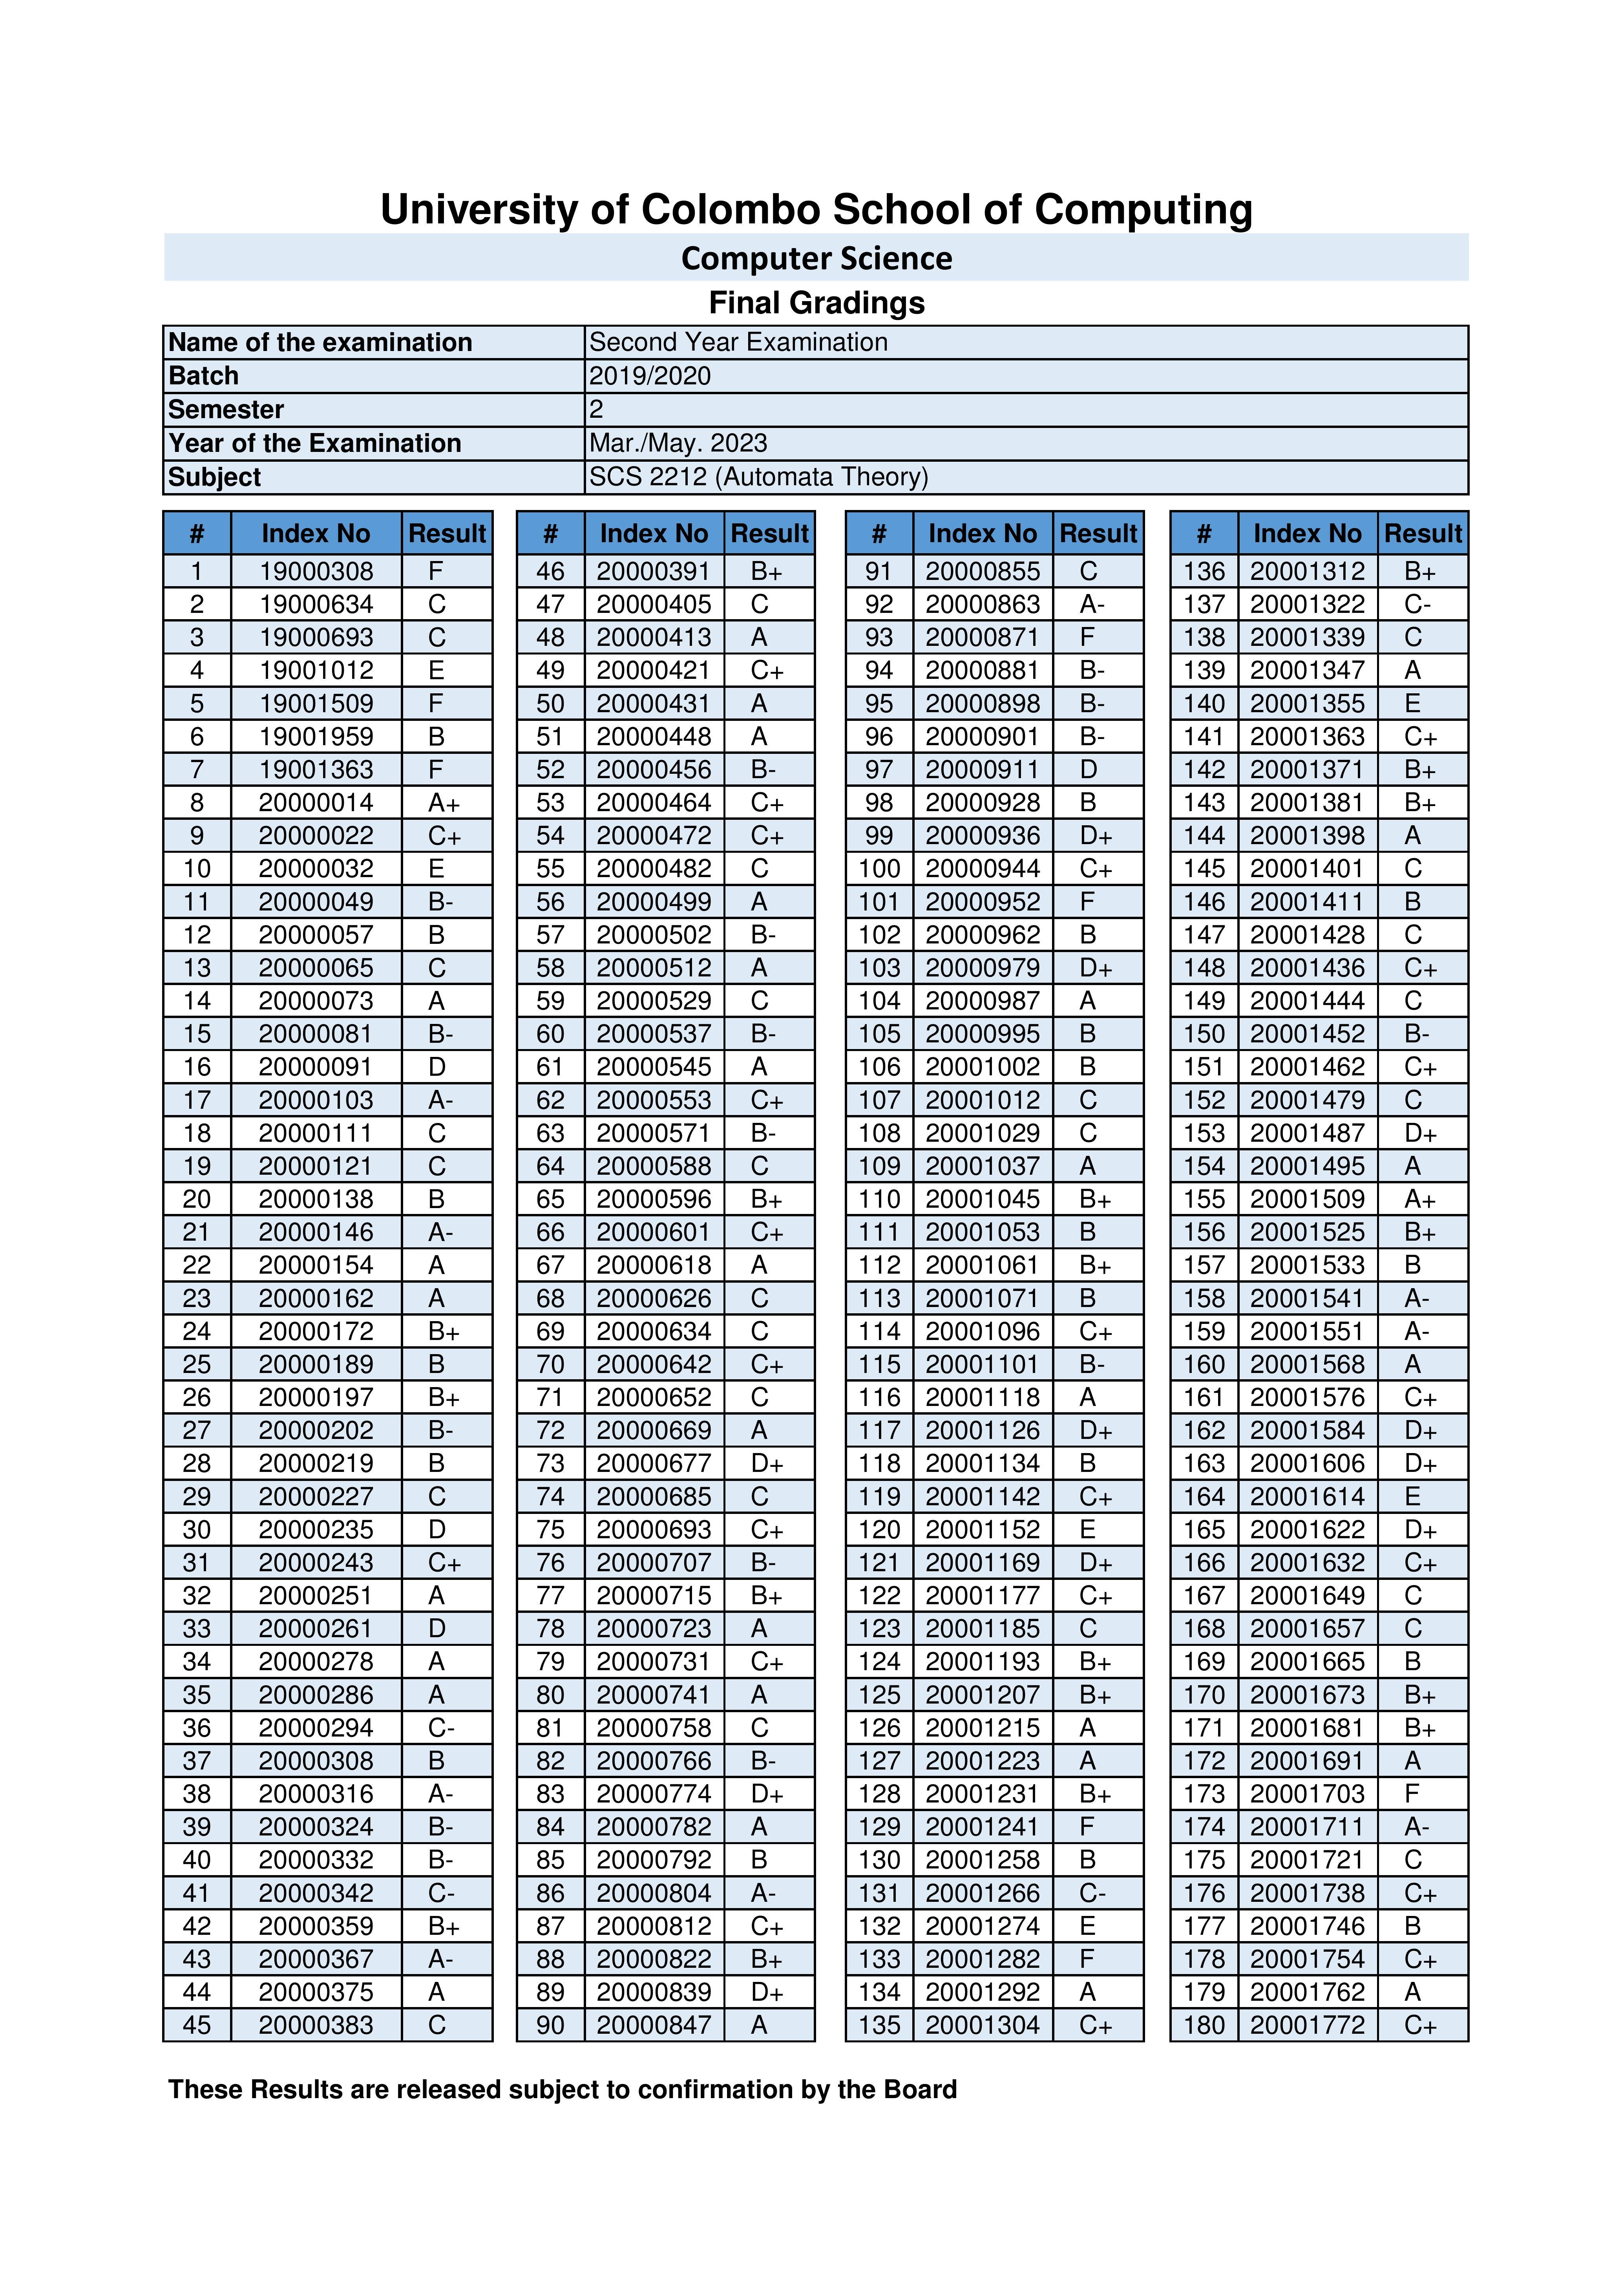 University of Colombo School of Computing
Computer Science
Final Gradings
Name of the examination Second Year Examination
Batch 2019/2020
Semester 2
Year of the Examination Mar./May. 2023
Subject SCS 2212 (Automata Theory)
# Index No Result # Index No Result # Index No Result # Index No Result
1 19000308 F 46 20000391 B+ 91 20000855 C 136 20001312 B+
2 19000634 C 47 20000405 C 92 20000863 A- 137 20001322 C-
3 19000693 C 48 20000413 A 93 20000871 F 138 20001339 C
4 19001012 E 49 20000421 C+ 94 20000881 B- 139 20001347 A
5 19001509 F 50 20000431 A 95 20000898 B- 140 20001355 E
6 19001959 B 51 20000448 A 96 20000901 B- 141 20001363 C+
7 19001363 F 52 20000456 B- 97 20000911 D 142 20001371 B+
8 20000014 A+ 53 20000464 C+ 98 20000928 B 143 20001381 B+
9 20000022 C+ 54 20000472 C+ 99 20000936 D+ 144 20001398 A
10 20000032 E 55 20000482 C 100 20000944 C+ 145 20001401 C
11 20000049 B- 56 20000499 A 101 20000952 F 146 20001411 B
12 20000057 B 57 20000502 B- 102 20000962 B 147 20001428 C
13 20000065 C 58 20000512 A 103 20000979 D+ 148 20001436 C+
14 20000073 A 59 20000529 C 104 20000987 A 149 20001444 C
15 20000081 B- 60 20000537 B- 105 20000995 B 150 20001452 B-
16 20000091 D 61 20000545 A 106 20001002 B 151 20001462 C+
17 20000103 A- 62 20000553 C+ 107 20001012 C 152 20001479 C
18 20000111 C 63 20000571 B- 108 20001029 C 153 20001487 D+
19 20000121 C 64 20000588 C 109 20001037 A 154 20001495 A
20 20000138 B 65 20000596 B+ 110 20001045 B+ 155 20001509 A+
21 20000146 A- 66 20000601 C+ 111 20001053 B 156 20001525 B+
22 20000154 A 67 20000618 A 112 20001061 B+ 157 20001533 B
23 20000162 A 68 20000626 C 113 20001071 B 158 20001541 A-
24 20000172 B+ 69 20000634 C 114 20001096 C+ 159 20001551 A-
25 20000189 B 70 20000642 C+ 115 20001101 B- 160 20001568 A
26 20000197 B+ 71 20000652 C 116 20001118 A 161 20001576 C+
27 20000202 B- 72 20000669 A 117 20001126 D+ 162 20001584 D+
28 20000219 B 73 20000677 D+ 118 20001134 B 163 20001606 D+
29 20000227 C 74 20000685 C 119 20001142 C+ 164 20001614 E
30 20000235 D 75 20000693 C+ 120 20001152 E 165 20001622 D+
31 20000243 C+ 76 20000707 B- 121 20001169 D+ 166 20001632 C+
32 20000251 A 77 20000715 B+ 122 20001177 C+ 167 20001649 C
33 20000261 D 78 20000723 A 123 20001185 C 168 20001657 C
34 20000278 A 79 20000731 C+ 124 20001193 B+ 169 20001665 B
35 20000286 A 80 20000741 A 125 20001207 B+ 170 20001673 B+
36 20000294 C- 81 20000758 C 126 20001215 A 171 20001681 B+
37 20000308 B 82 20000766 B- 127 20001223 A 172 20001691 A
38 20000316 A- 83 20000774 D+ 128 20001231 B+ 173 20001703 F
39 20000324 B- 84 20000782 A 129 20001241 F 174 20001711 A-
40 20000332 B- 85 20000792 B 130 20001258 B 175 20001721 C
41 20000342 C- 86 20000804 A- 131 20001266 C- 176 20001738 C+
42 20000359 B+ 87 20000812 C+ 132 20001274 E 177 20001746 B
43 20000367 A- 88 20000822 B+ 133 20001282 F 178 20001754 C+
44 20000375 A 89 20000839 D+ 134 20001292 A 179 20001762 A
45 20000383 C 90 20000847 A 135 20001304 C+ 180 20001772 C+
These Results are released subject to confirmation by the Board